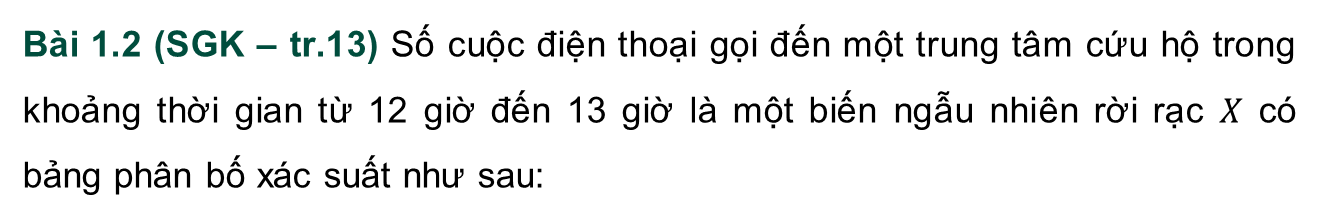 Bài 1.2 (SGK – tr.13) Số cuộc điện thoại gọi đến một trung tâm cứu hộ trong
khoảng thời gian từ 12 giờ đến 13 giờ là một biến ngẫu nhiên rời rạc X có
bảng phân bố xác suất như sau: